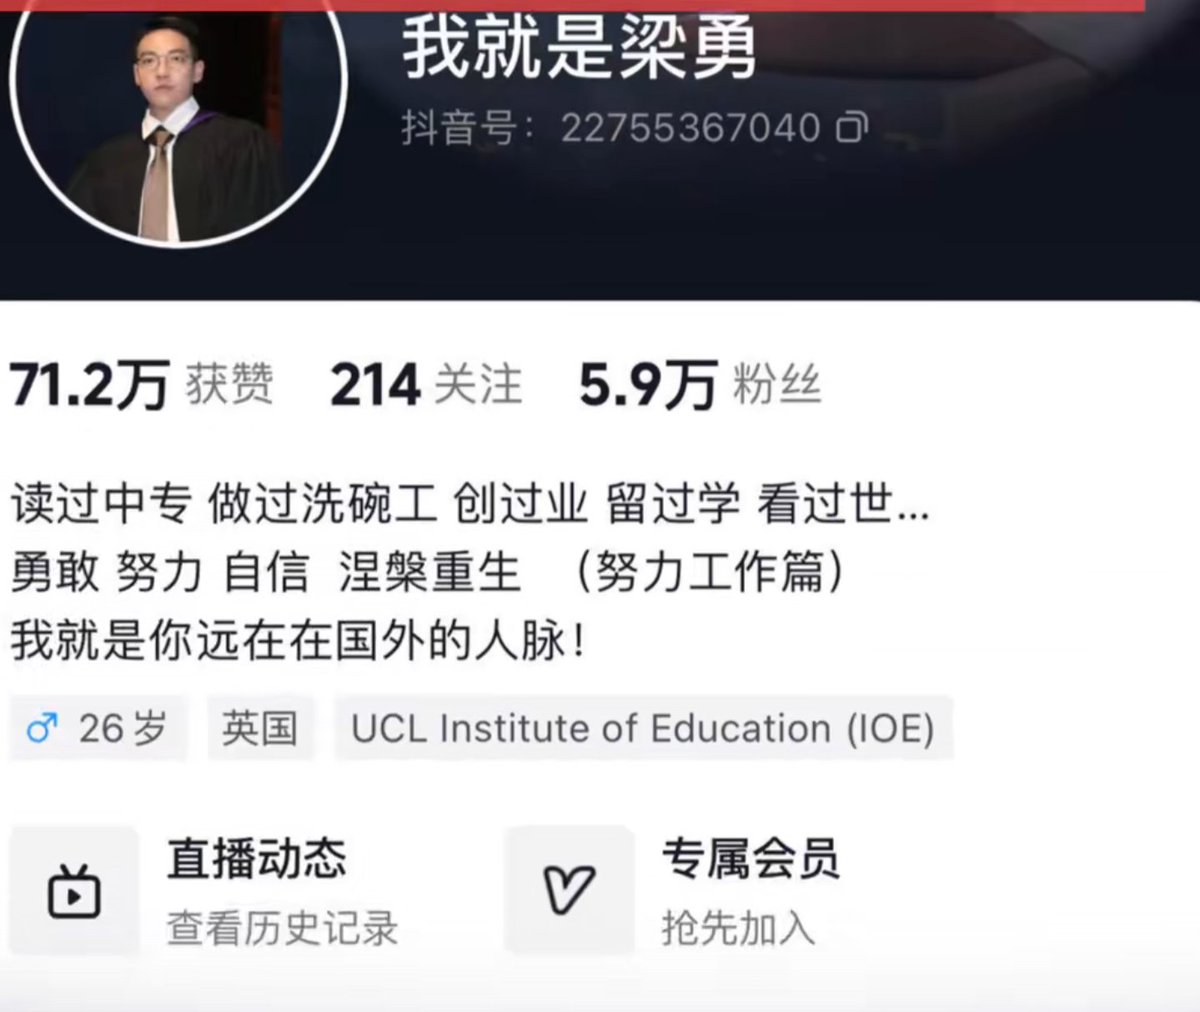 我就是梁勇
抖音号：22755367040
71.2万 获赞 214 关注 5.9万 粉丝
读过中专 做过洗碗工 创过业 留过学 看过世...
勇敢 努力 自信 涅槃重生 （努力工作篇）
我就是你远在在国外的人脉！
♂ 26岁 英国 UCL Institute of Education (IOE)
直播动态 专属会员
查看历史记录 抢先加入